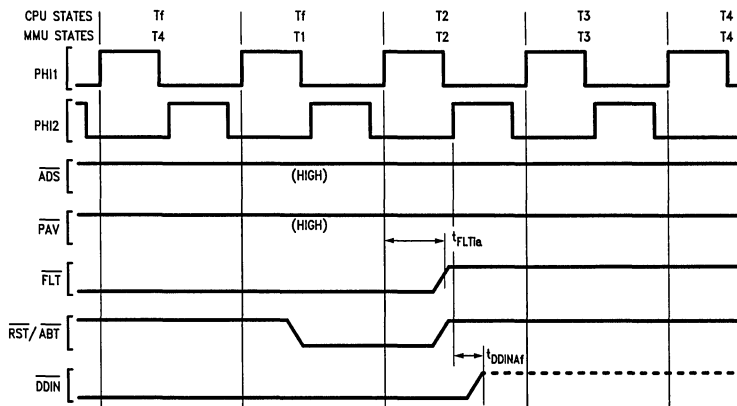 CPU STATES Tf Tf T2 T3 T4
MMU STATES T4 T1 T2 T3 T4
PHI1
PHI2
ADS (HIGH)
PAV (HIGH)
tFLTIa
FLT
RST/ABT
tDDINAf
DDIN